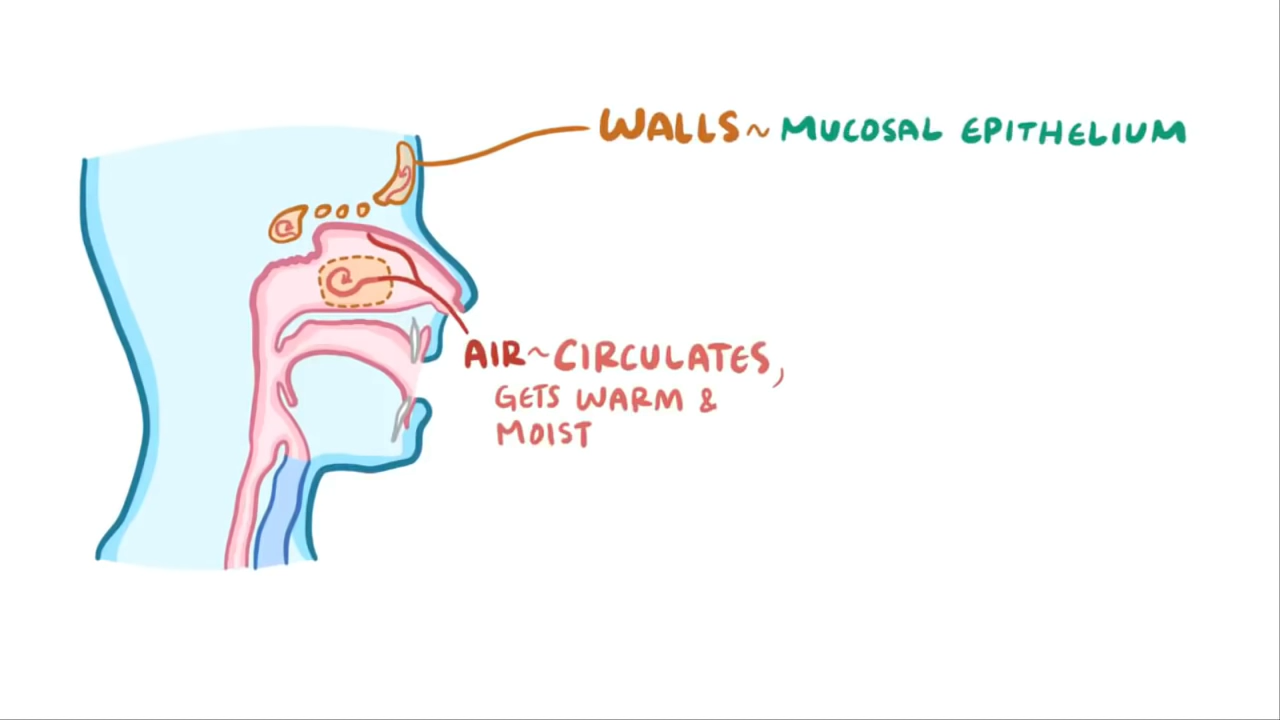 WALLS ~ MUCOSAL EPITHELIUM
AIR ~ CIRCULATES,
GETS WARM &
MOIST